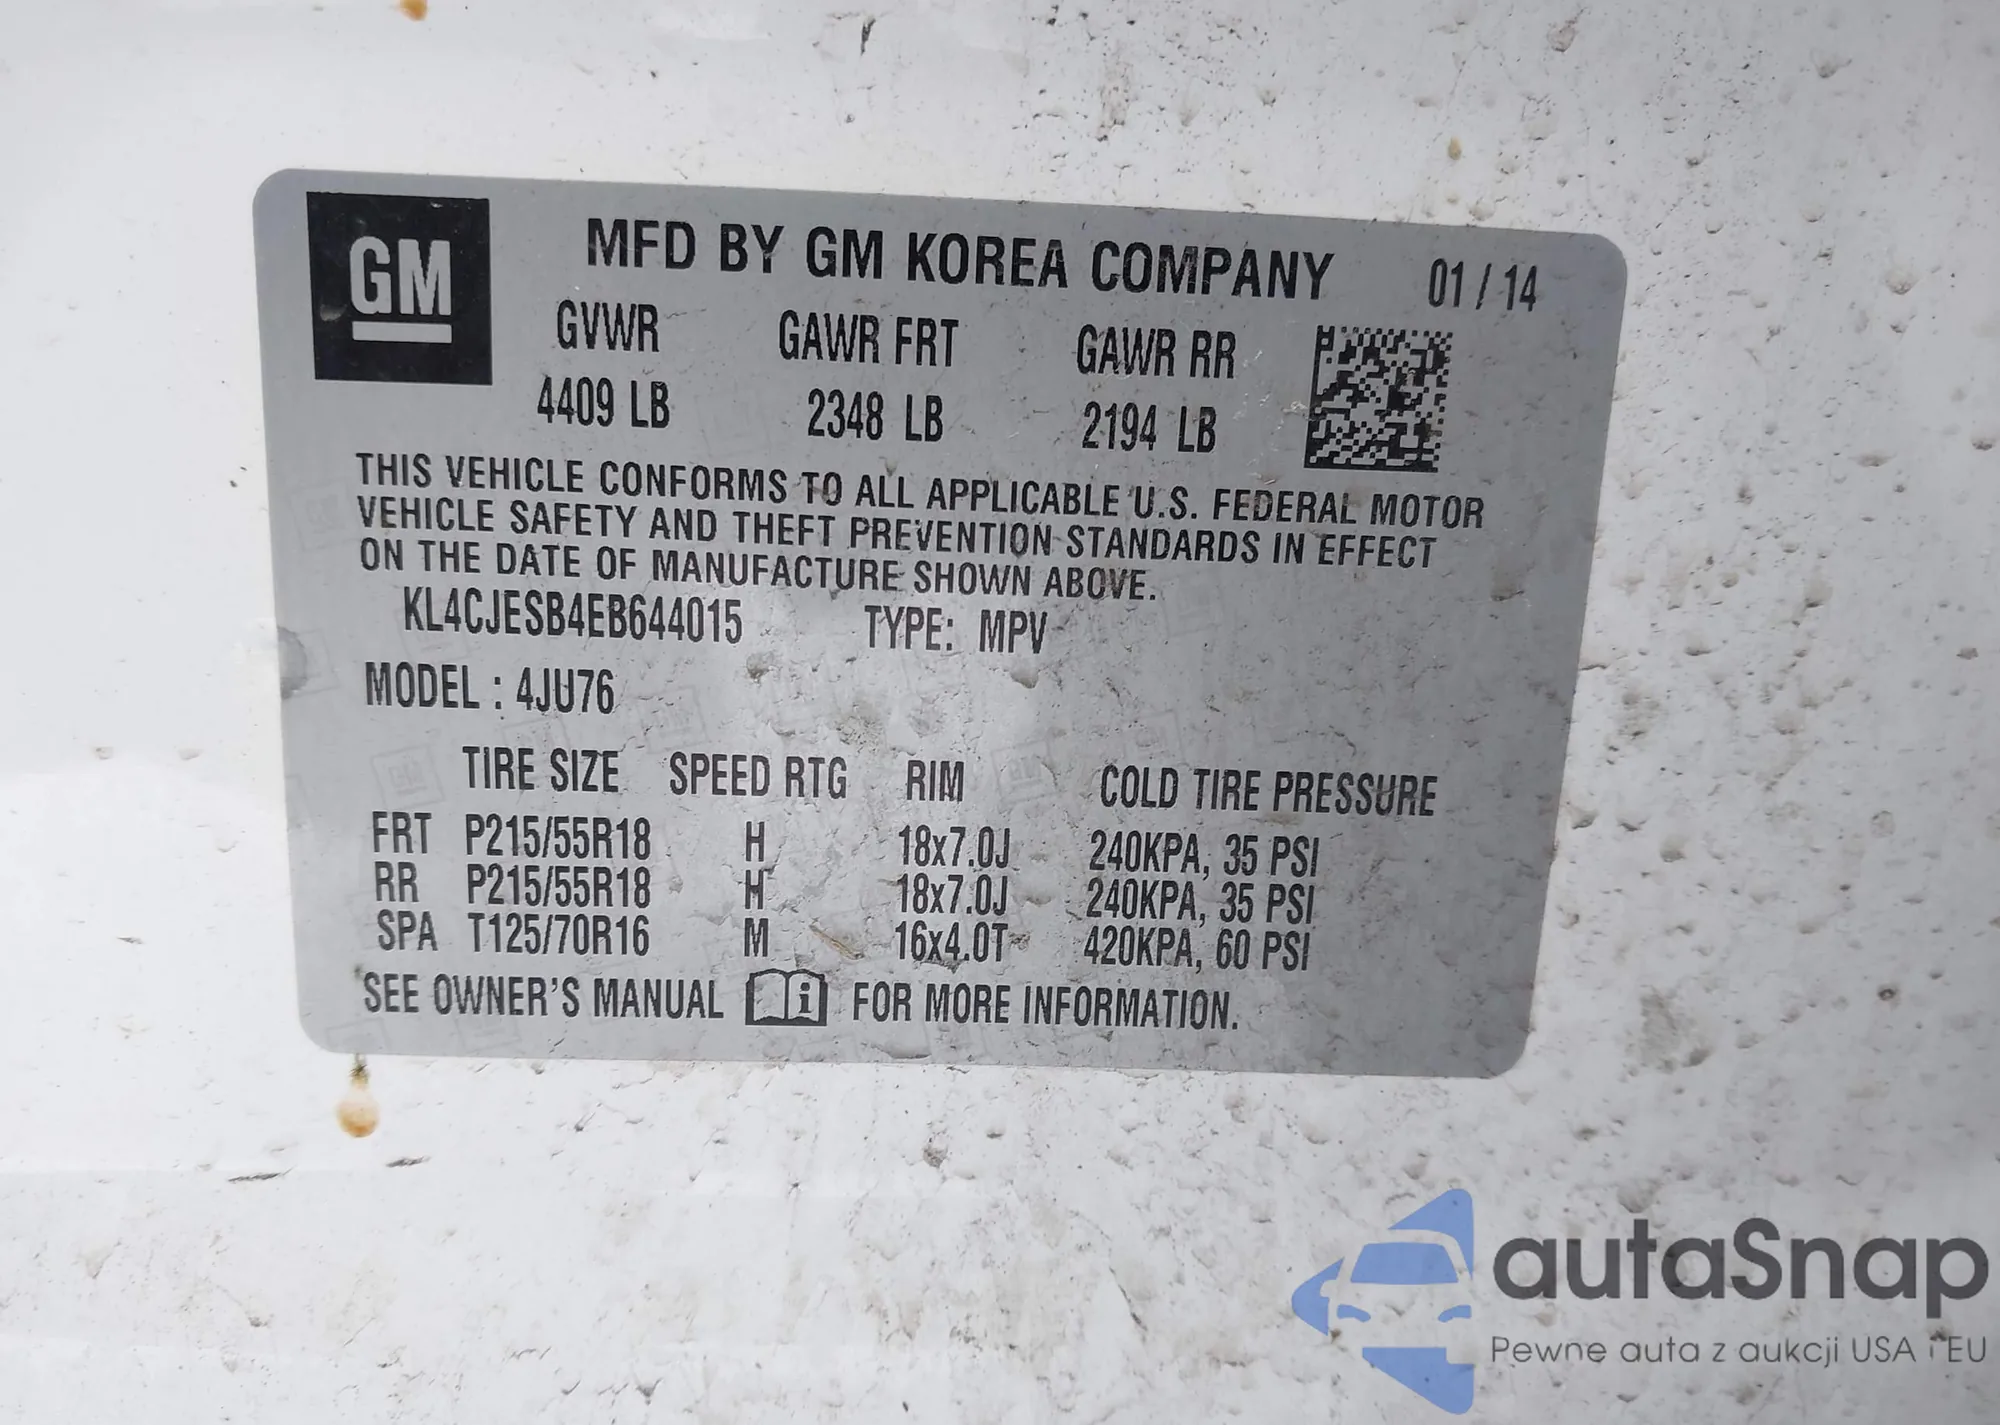 GM
MFD BY GM KOREA COMPANY 01 / 14
GVWR GAWR FRT GAWR RR
4409 LB 2348 LB 2194 LB
THIS VEHICLE CONFORMS TO ALL APPLICABLE U.S. FEDERAL MOTOR
VEHICLE SAFETY AND THEFT PREVENTION STANDARDS IN EFFECT
ON THE DATE OF MANUFACTURE SHOWN ABOVE.
KL4CJESB4EB644015 TYPE: MPV
MODEL : 4JU76
TIRE SIZE SPEED RTG RIM COLD TIRE PRESSURE
FRT P215/55R18 H 18x7.0J 240KPA, 35 PSI
RR P215/55R18 H 18x7.0J 240KPA, 35 PSI
SPA T125/70R16 M 16x4.0T 420KPA, 60 PSI
SEE OWNER'S MANUAL i FOR MORE INFORMATION.
autaSnap
Pewne auta z aukcji USA i EU